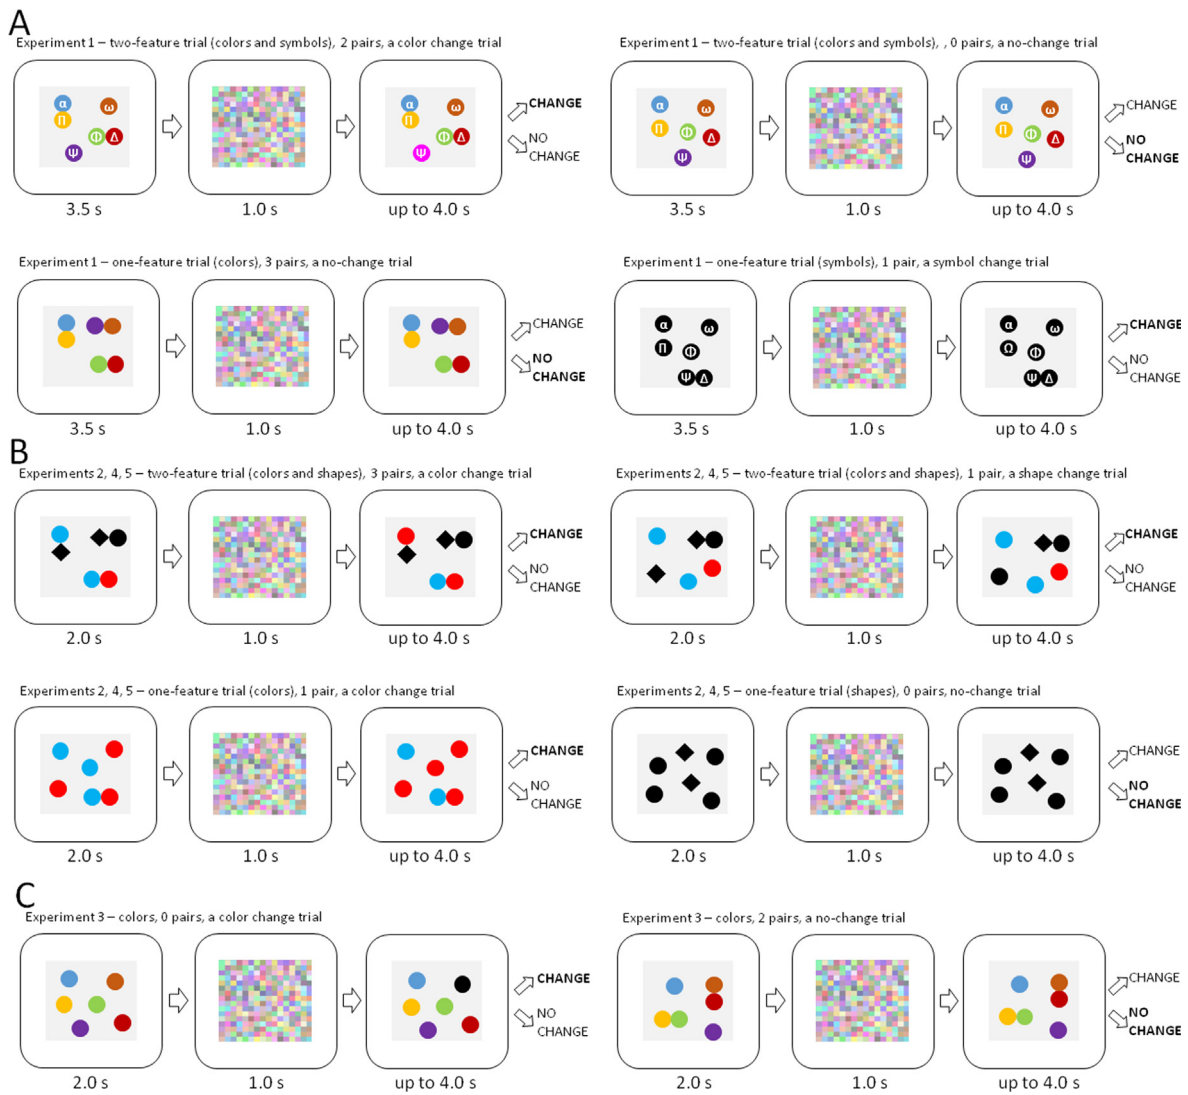 A
Experiment 1 – two-feature trial (colors and symbols), 2 pairs, a color change trial
α
ω
Π
Φ Δ
Ψ
α
ω
Π
Φ Δ
Ψ
CHANGE
NO
CHANGE
3.5 s
1.0 s
up to 4.0 s
Experiment 1 – two-feature trial (colors and symbols), , 0 pairs, a no-change trial
α
ω
Π
Φ
Δ
Ψ
α
ω
Π
Φ
Δ
Ψ
CHANGE
NO
CHANGE
3.5 s
1.0 s
up to 4.0 s
Experiment 1 – one-feature trial (colors), 3 pairs, a no-change trial
CHANGE
NO
CHANGE
3.5 s
1.0 s
up to 4.0 s
Experiment 1 – one-feature trial (symbols), 1 pair, a symbol change trial
α
ω
Π
Φ
Ψ Δ
α
ω
Ω
Φ
Ψ Δ
CHANGE
NO
CHANGE
3.5 s
1.0 s
up to 4.0 s
B
Experiments 2, 4, 5 – two-feature trial (colors and shapes), 3 pairs, a color change trial
CHANGE
NO
CHANGE
2.0 s
1.0 s
up to 4.0 s
Experiments 2, 4, 5 – two-feature trial (colors and shapes), 1 pair, a shape change trial
CHANGE
NO
CHANGE
2.0 s
1.0 s
up to 4.0 s
Experiments 2, 4, 5 – one-feature trial (colors), 1 pair, a color change trial
CHANGE
NO
CHANGE
2.0 s
1.0 s
up to 4.0 s
Experiments 2, 4, 5 – one-feature trial (shapes), 0 pairs, no-change trial
CHANGE
NO
CHANGE
2.0 s
1.0 s
up to 4.0 s
C
Experiment 3 – colors, 0 pairs, a color change trial
CHANGE
NO
CHANGE
2.0 s
1.0 s
up to 4.0 s
Experiment 3 – colors, 2 pairs, a no-change trial
CHANGE
NO
CHANGE
2.0 s
1.0 s
up to 4.0 s